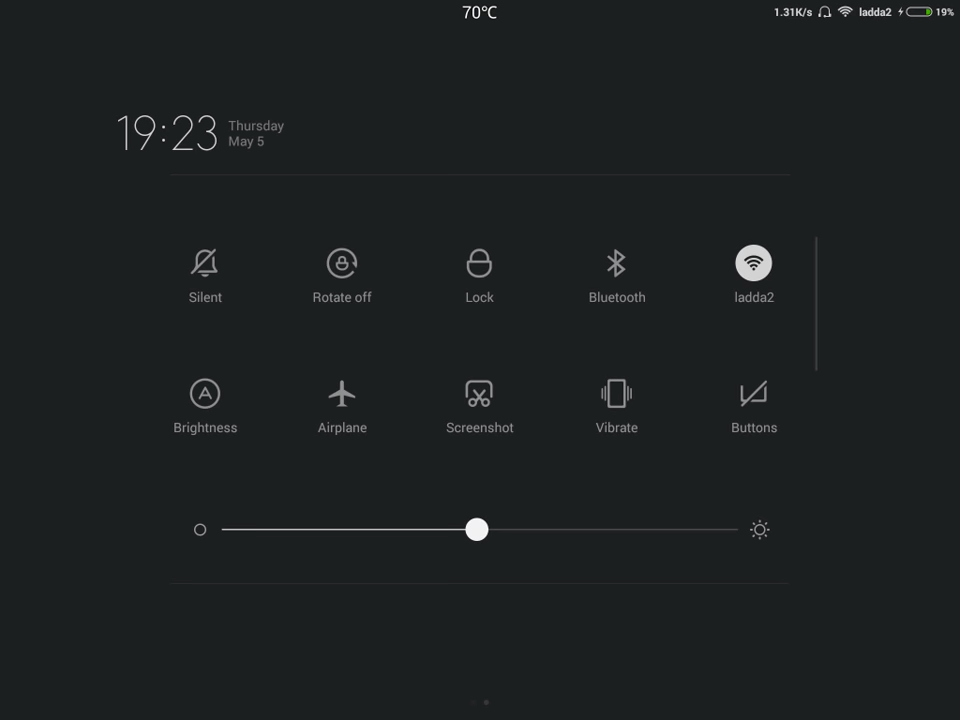 70℃
1.31K/s ladda2 19%
19:23
Thursday
May 5
Silent Rotate off Lock Bluetooth ladda2
Brightness Airplane Screenshot Vibrate Buttons